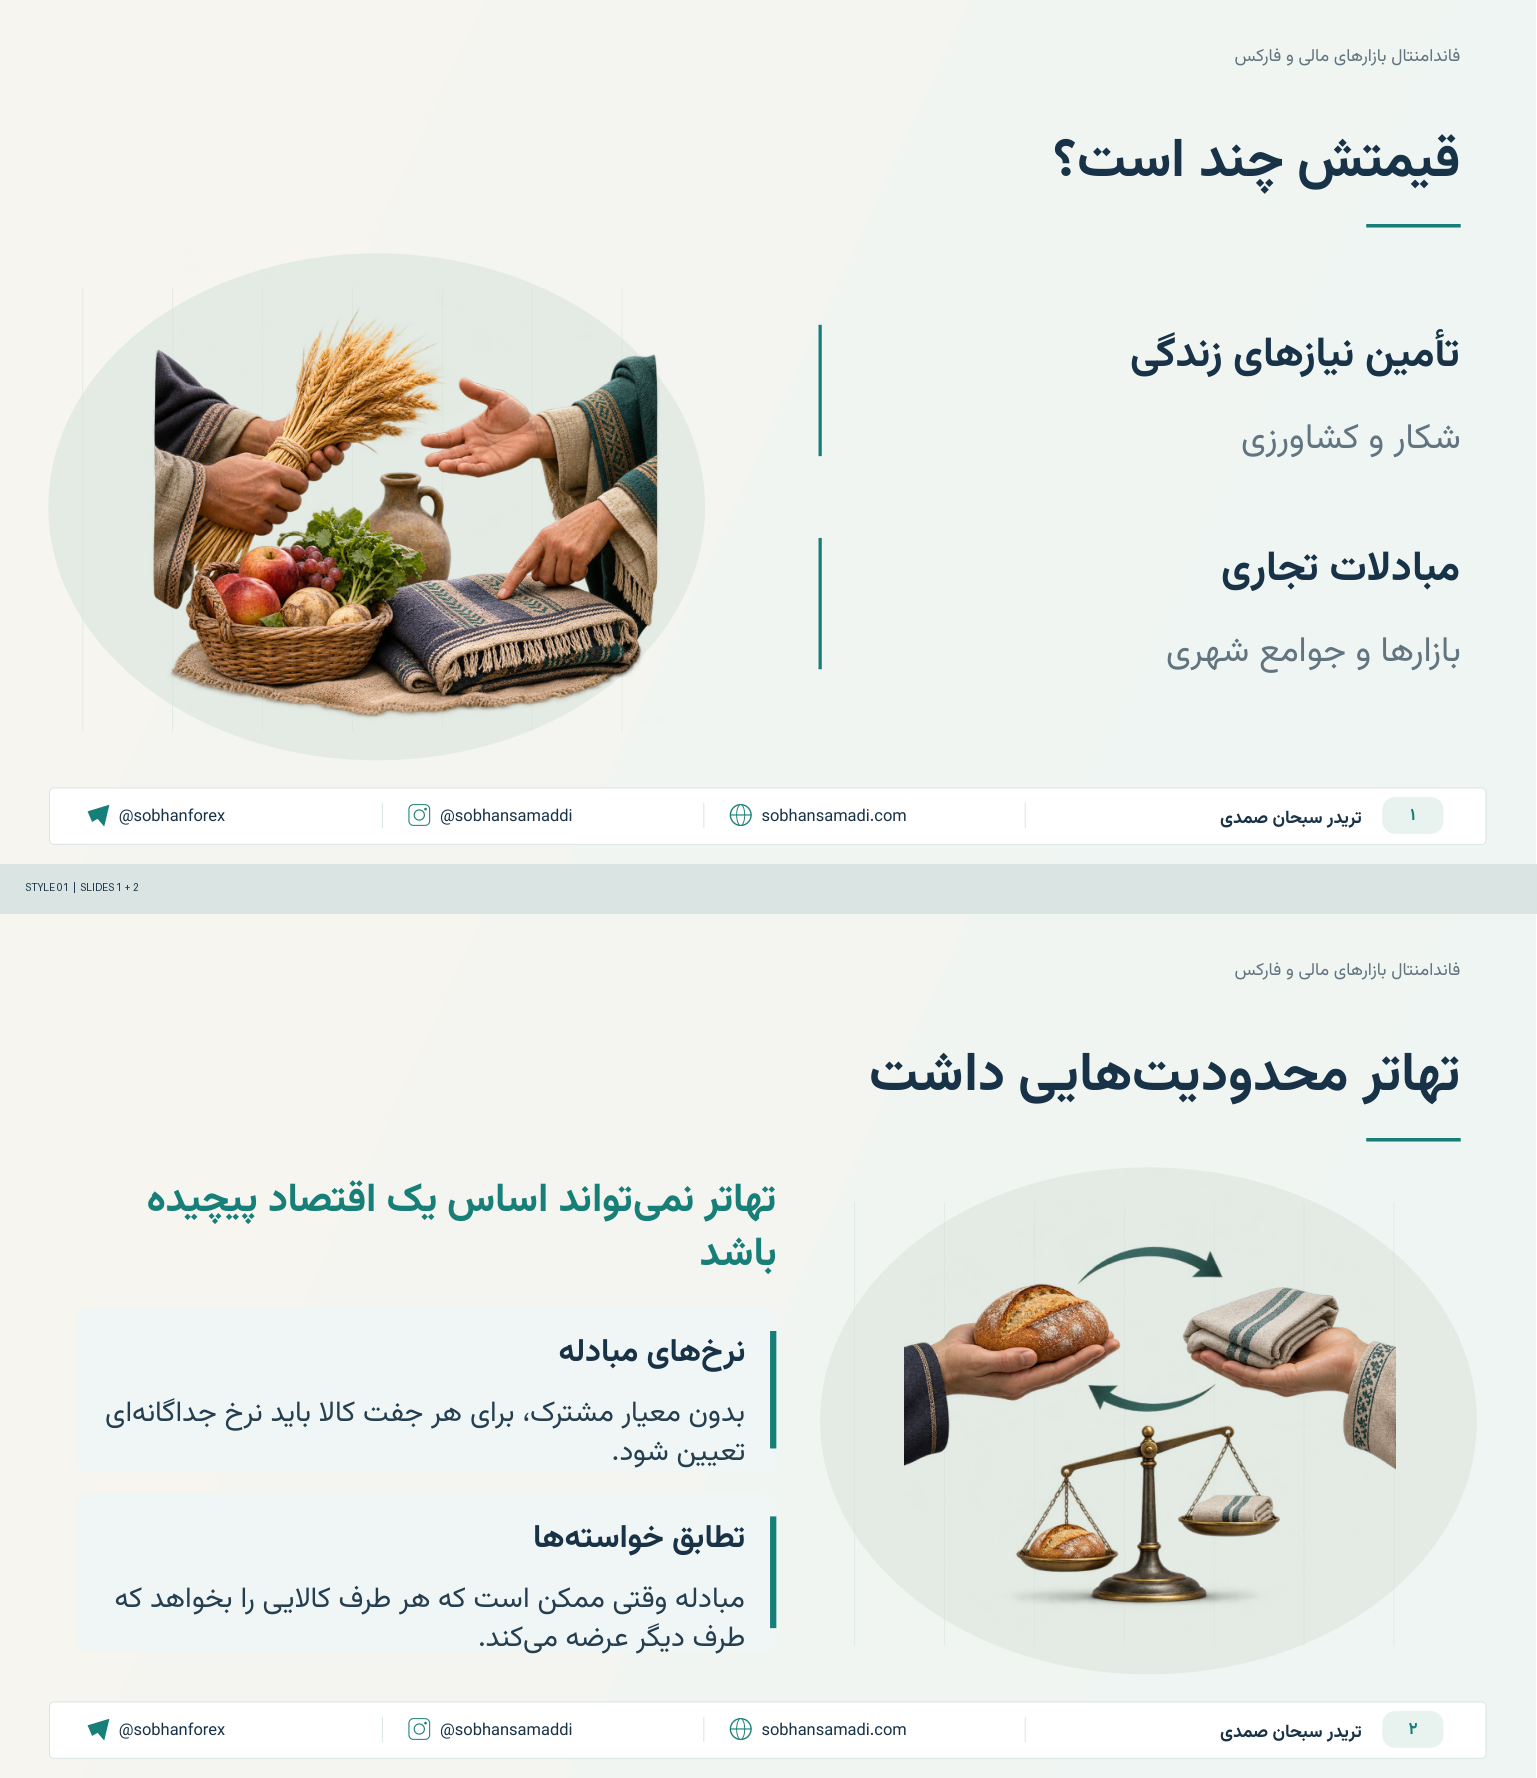 فاندامنتال بازارهای مالی و فارکس
قیمتش چند است؟
تأمین نیازهای زندگی
شکار و کشاورزی
مبادلات تجاری
بازارها و جوامع شهری
۱
تریدر سبحان صمدی
sobhansamadi.com
@sobhansamaddi
@sobhanforex
STYLE 01 | SLIDES 1 + 2
فاندامنتال بازارهای مالی و فارکس
تهاتر محدودیت‌هایی داشت
تهاتر نمی‌تواند اساس یک اقتصاد پیچیده
باشد
نرخ‌های مبادله
بدون معیار مشترک، برای هر جفت کالا باید نرخ جداگانه‌ای
تعیین شود.
تطابق خواسته‌ها
مبادله وقتی ممکن است که هر طرف کالایی را بخواهد که
طرف دیگر عرضه می‌کند.
۲
تریدر سبحان صمدی
sobhansamadi.com
@sobhansamaddi
@sobhanforex